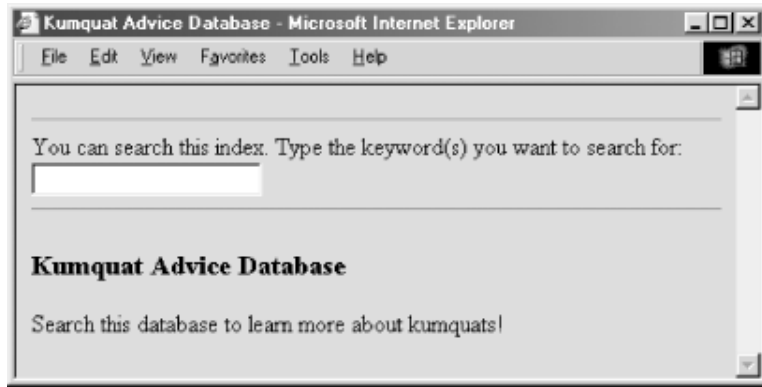 Kumquat Advice Database - Microsoft Internet Explorer
File Edit View Favorites Tools Help
You can search this index. Type the keyword(s) you want to search for:
Kumquat Advice Database
Search this database to learn more about kumquats!